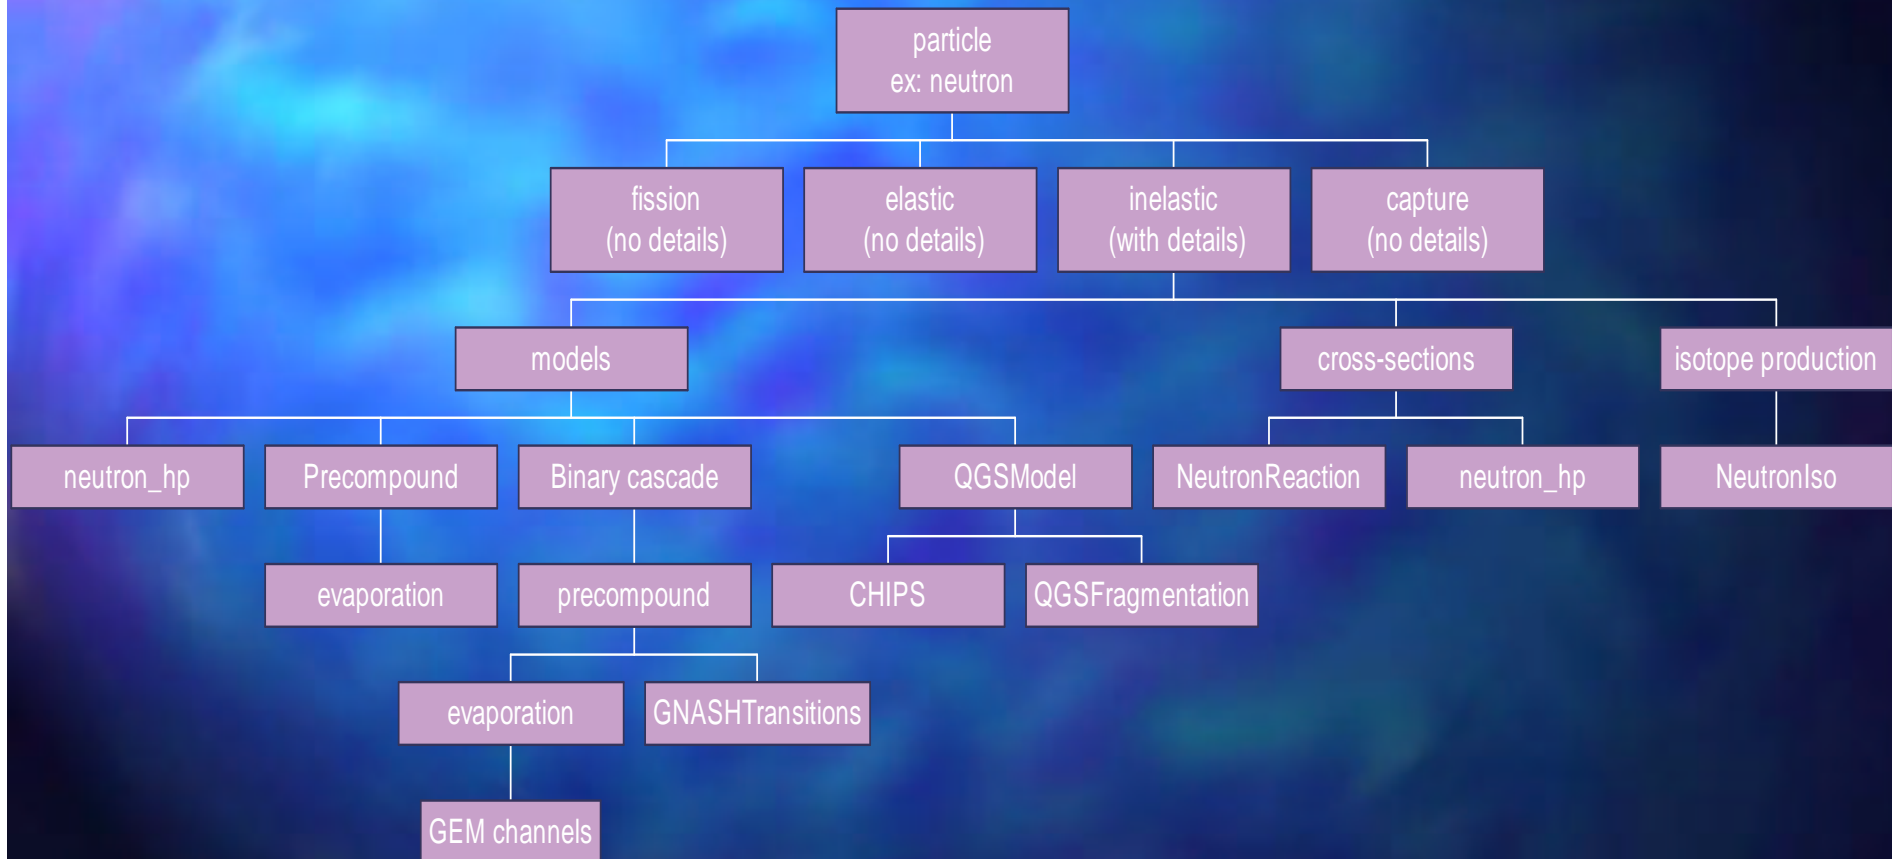 particle
ex: neutron
fission
(no details)
elastic
(no details)
inelastic
(with details)
capture
(no details)
models
cross-sections
isotope production
neutron_hp
Precompound
Binary cascade
QGSModel
NeutronReaction
neutron_hp
NeutronIso
evaporation
precompound
CHIPS
QGSFragmentation
evaporation
GNASHTransitions
GEM channels